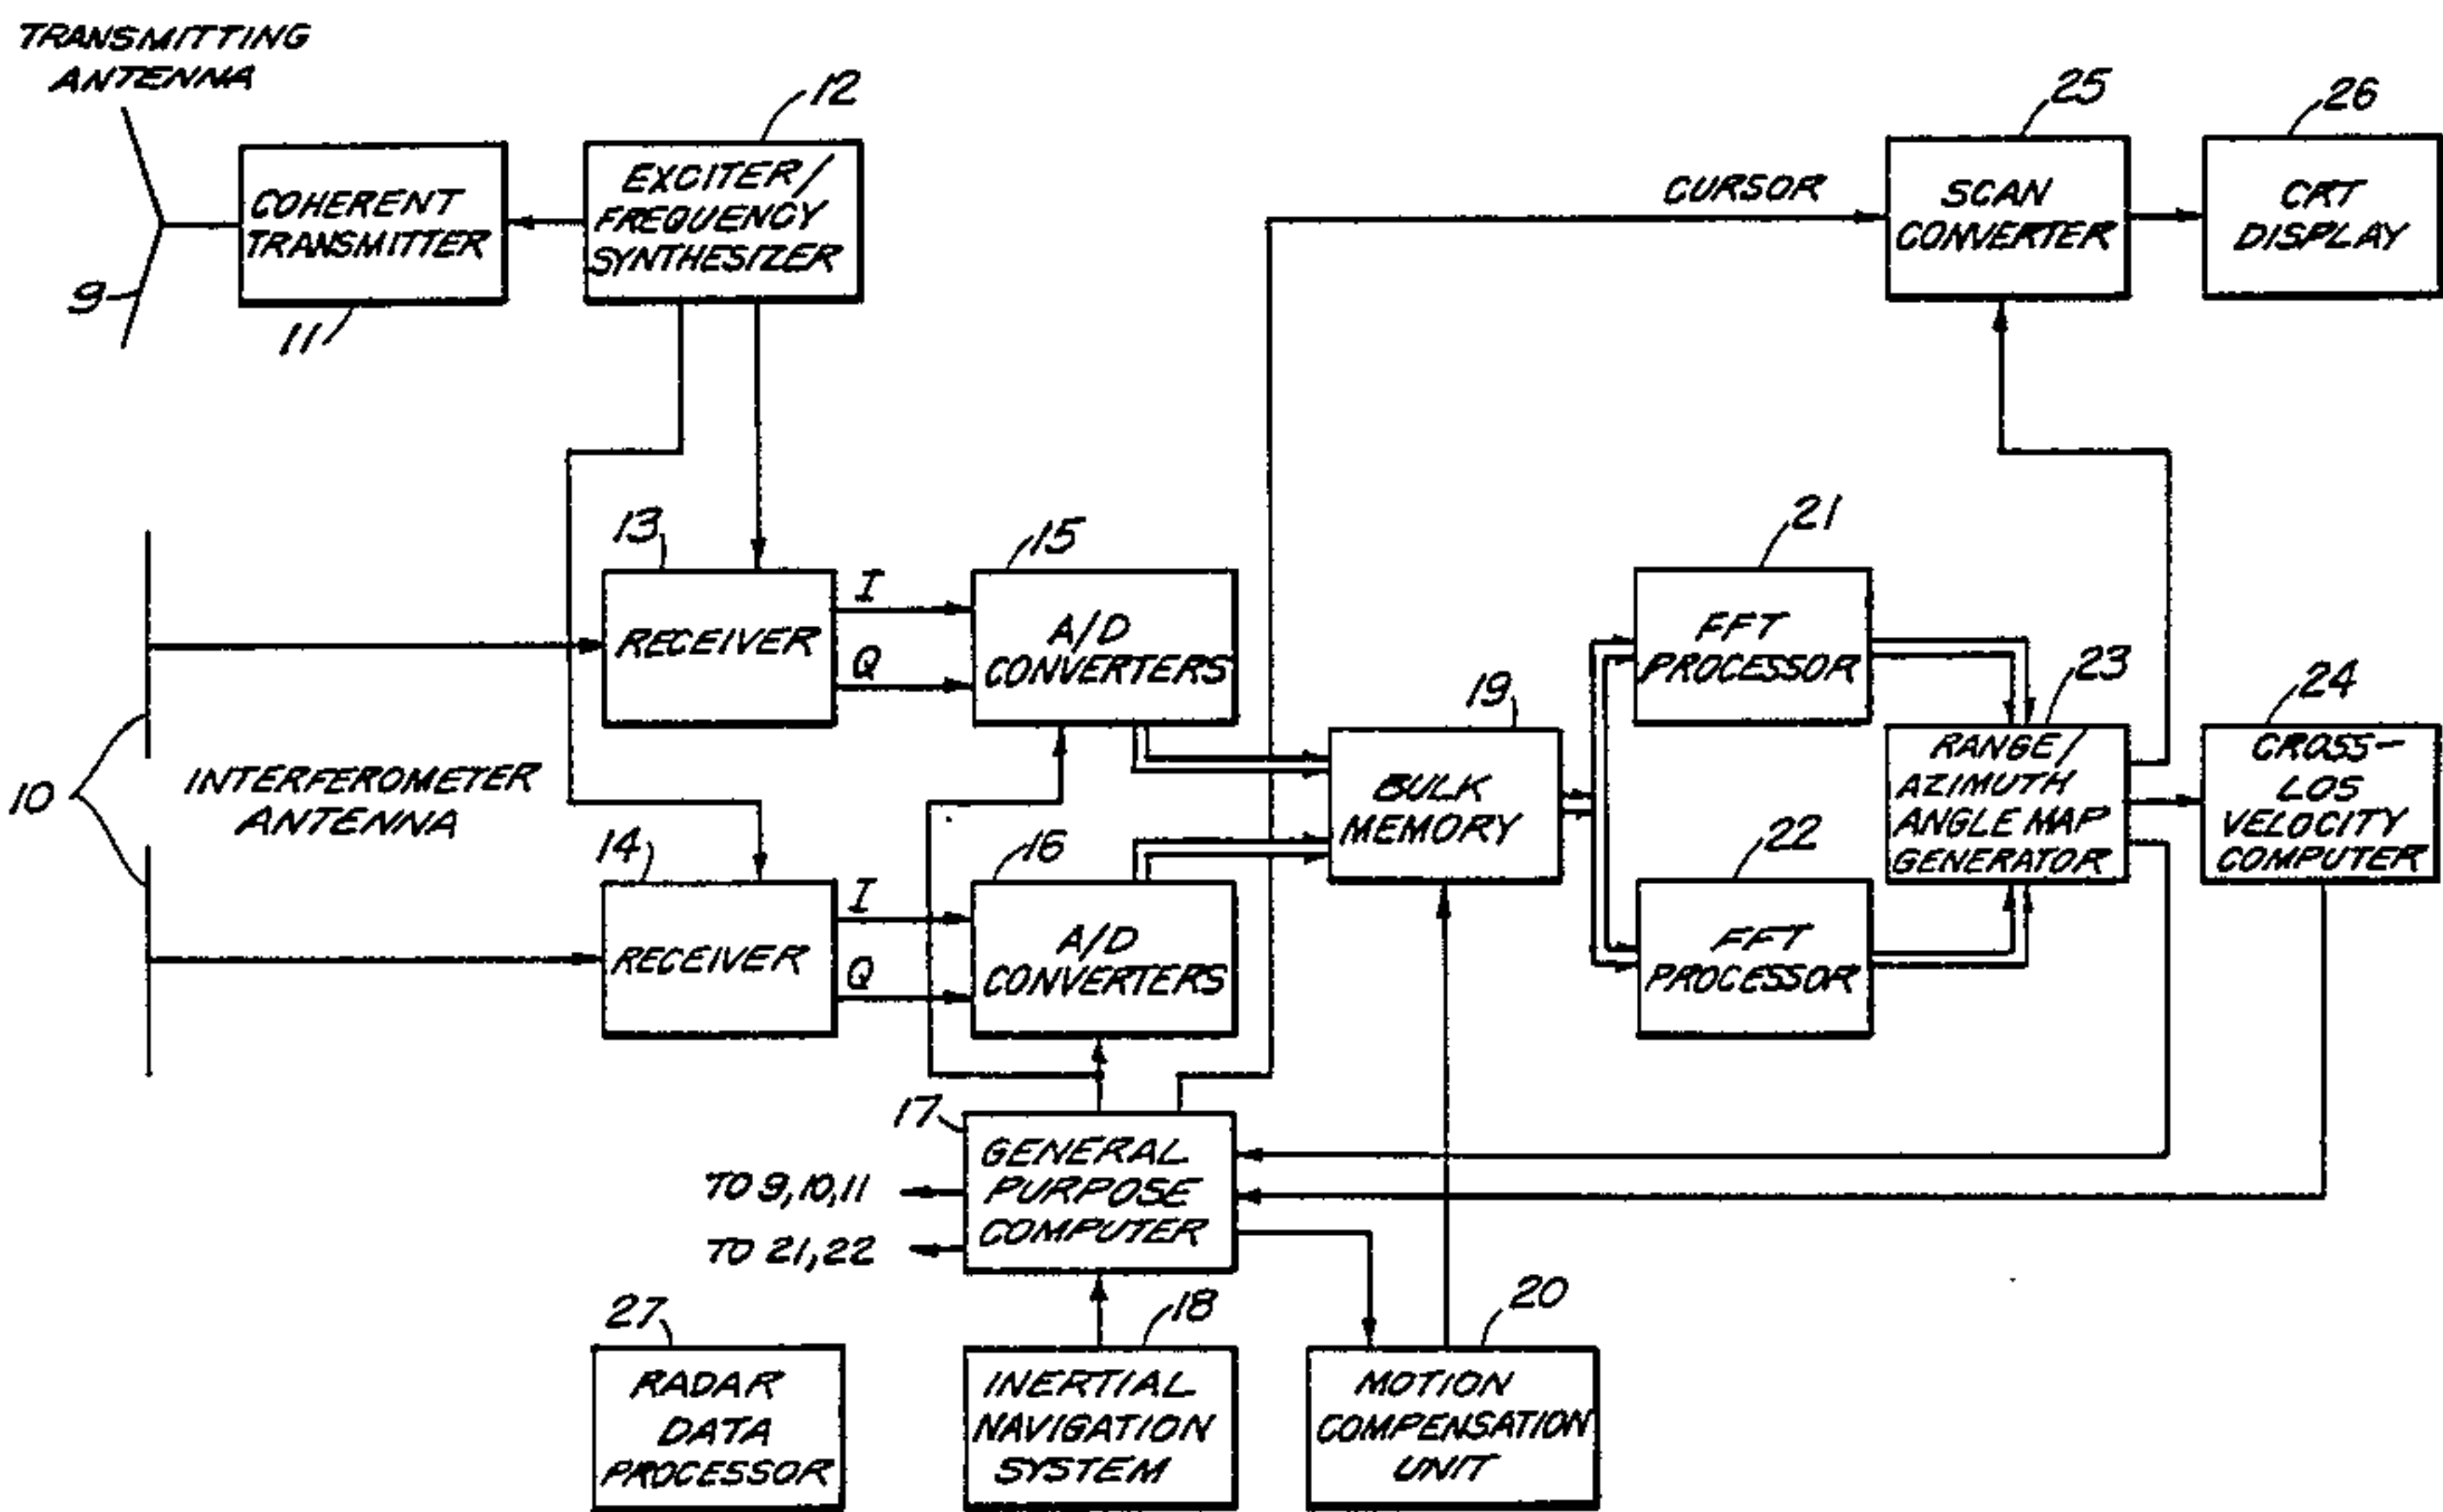 TRANSMITTING
ANTENNA
9
COHERENT
TRANSMITTER
11
12
EXCITER/
FREQUENCY
SYNTHESIZER
CURSOR
25
SCAN
CONVERTER
26
CRT
DISPLAY
10
INTERFEROMETER
ANTENNA
13
RECEIVER
I
Q
15
A/D
CONVERTERS
14
RECEIVER
I
Q
16
A/D
CONVERTERS
19
BULK
MEMORY
21
FFT
PROCESSOR
22
FFT
PROCESSOR
23
RANGE/
AZIMUTH
ANGLE MAP
GENERATOR
24
CROSS-
LOS
VELOCITY
COMPUTER
17
GENERAL
PURPOSE
COMPUTER
TO 9,10,11
TO 21,22
27
RADAR
DATA
PROCESSOR
18
INERTIAL
NAVIGATION
SYSTEM
20
MOTION
COMPENSATION
UNIT